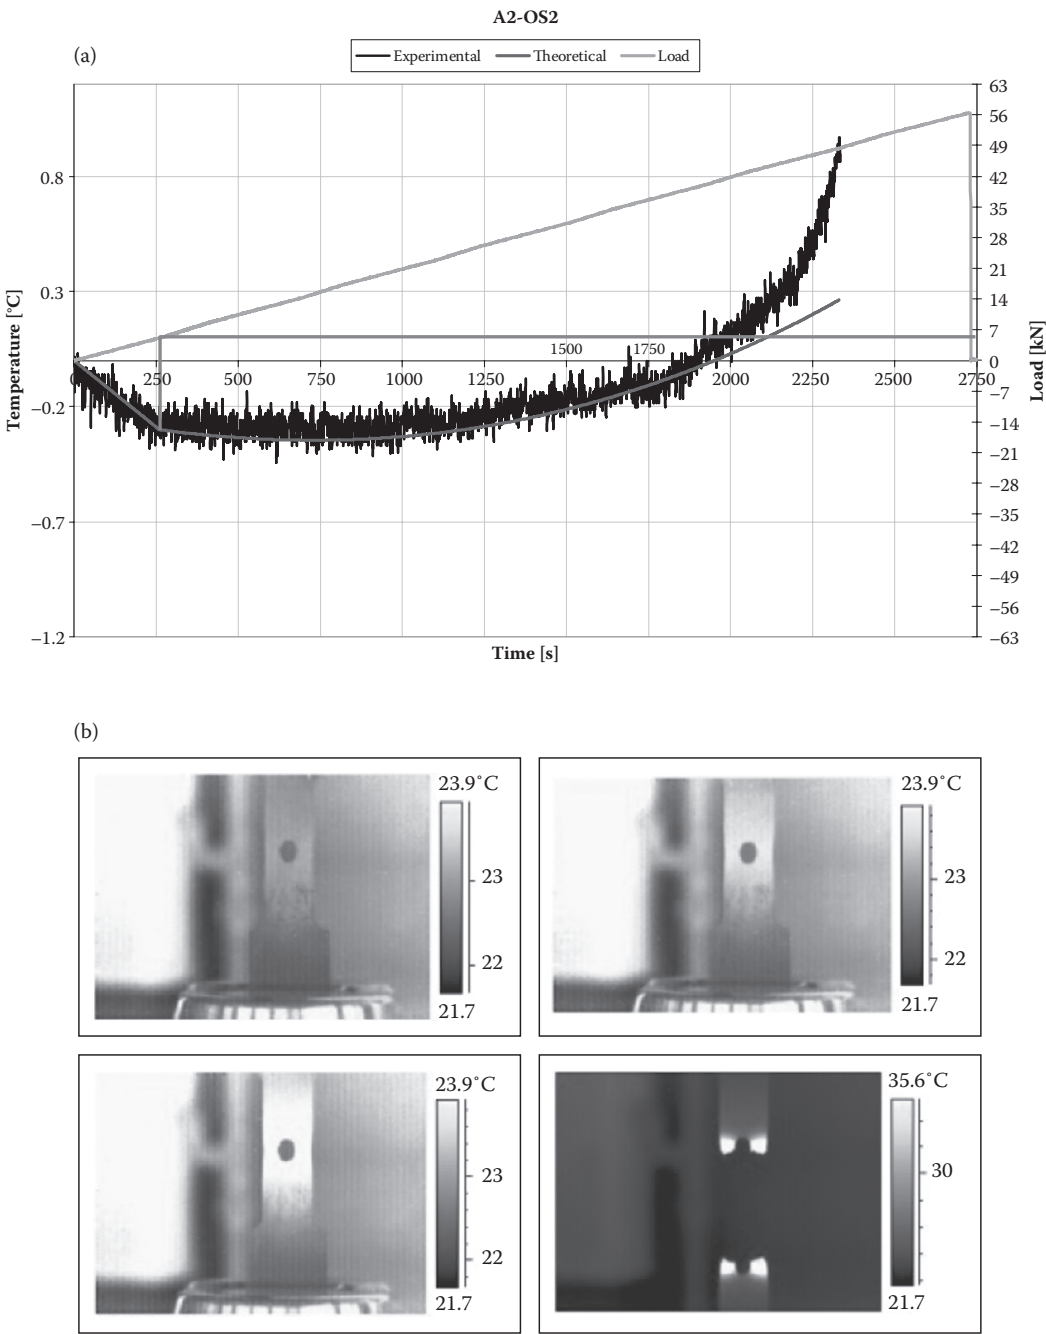 A2-OS2
(a)
Experimental Theoretical Load
63
56
49
0.8 42
35
28
21
0.3 14
7
1500 1750
0
0 250 500 750 1000 1250 2000 2250 2500 2750
−7
−0.2 −14
−21
−28
−0.7 −35
−42
−49
−56
−1.2 −63
Temperature [°C]
Load [kN]
Time [s]
(b)
23.9°C
23
22
21.7
23.9°C
23
22
21.7
23.9°C
23
22
21.7
35.6°C
30
21.7